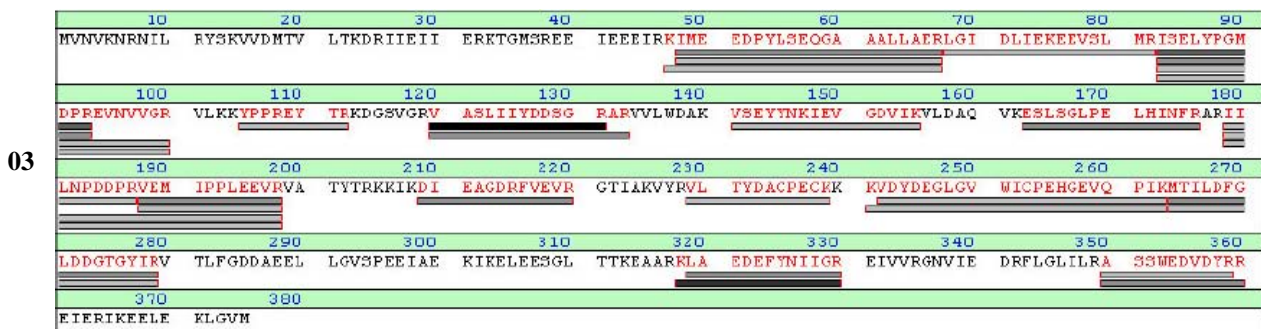 10 20 30 40 50 60 70 80 90
MVNVKNRNIL RYSKVVDMTV LTKDRIIEII ERKTGMSREE IEEEIRKIME EDPYLSEQGA AALLAERLGI DLIEKEEVSL MRISELYPGM
100 110 120 130 140 150 160 170 180
DPREVNVVGR VLKKYPPREY TRKDGSVGRV ASLIIYDDSG RARVVLWDAK VSEYYNKIEV GDVIKVLDAQ VKESLSGLPE LHINFRARII
03
190 200 210 220 230 240 250 260 270
LNPDDPRVEM IPPLEEVRVA TYTRKKIKDI EAGDRFVEVR GTIAKVYRVL TYDACPECKK KVDYDEGLGV WICPEHGEVQ PIKMTILDFG
280 290 300 310 320 330 340 350 360
LDDGTGYIRV TLFGDDAEEL LGVSPEEIAE KIKELEESGL TTKEAARKLA EDEFYNIIGR EIVVRGNVIE DRFLGLILRA SSWEDVDYRR
370 380
EIERIKEELE KLGVM